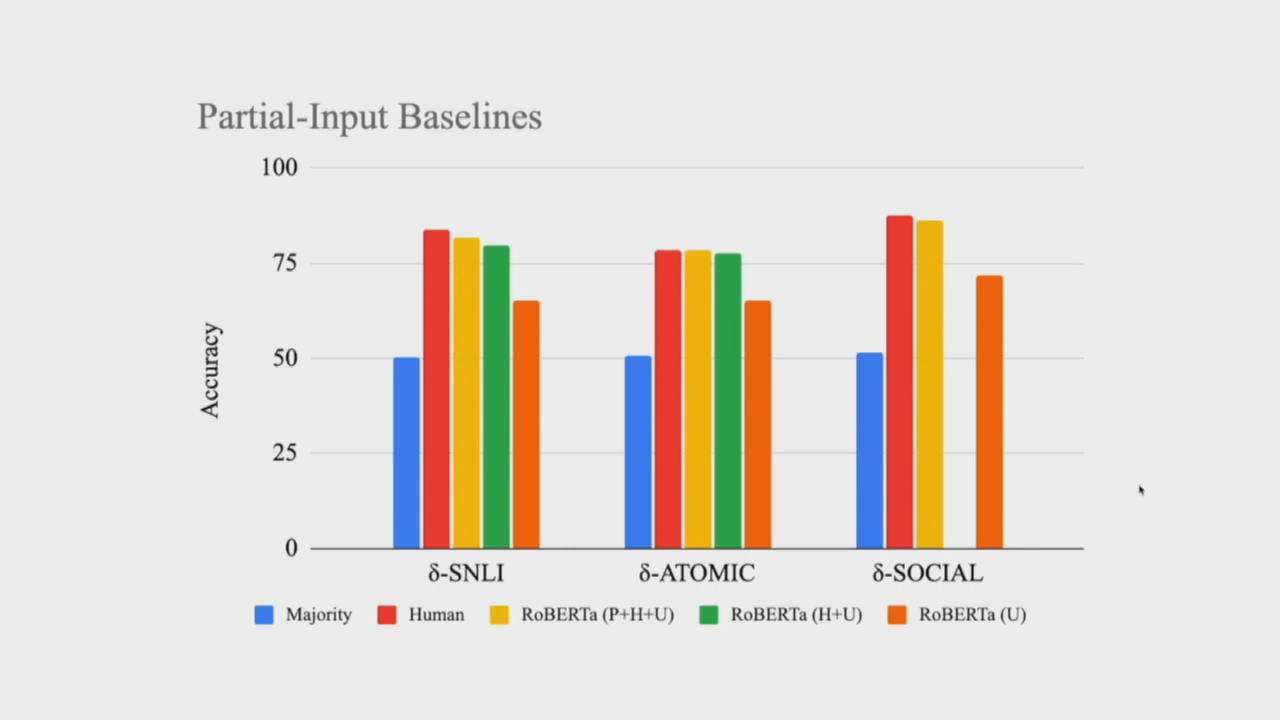 Partial-Input Baselines
100
75
50
25
0
Accuracy
δ-SNLI δ-ATOMIC δ-SOCIAL
Majority Human RoBERTa (P+H+U) RoBERTa (H+U) RoBERTa (U)